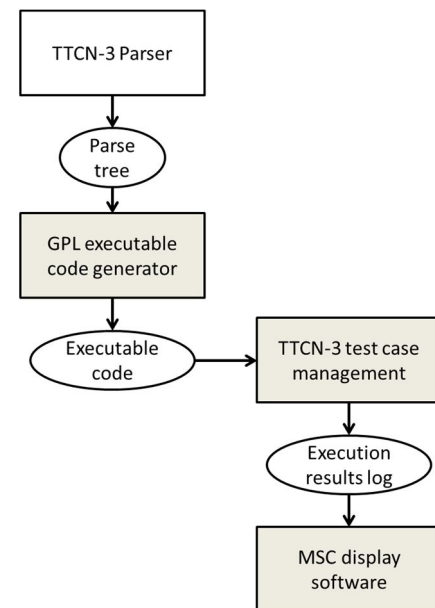 TTCN-3 Parser
Parse
tree
GPL executable
code generator
Executable
code
TTCN-3 test case
management
Execution
results log
MSC display
software